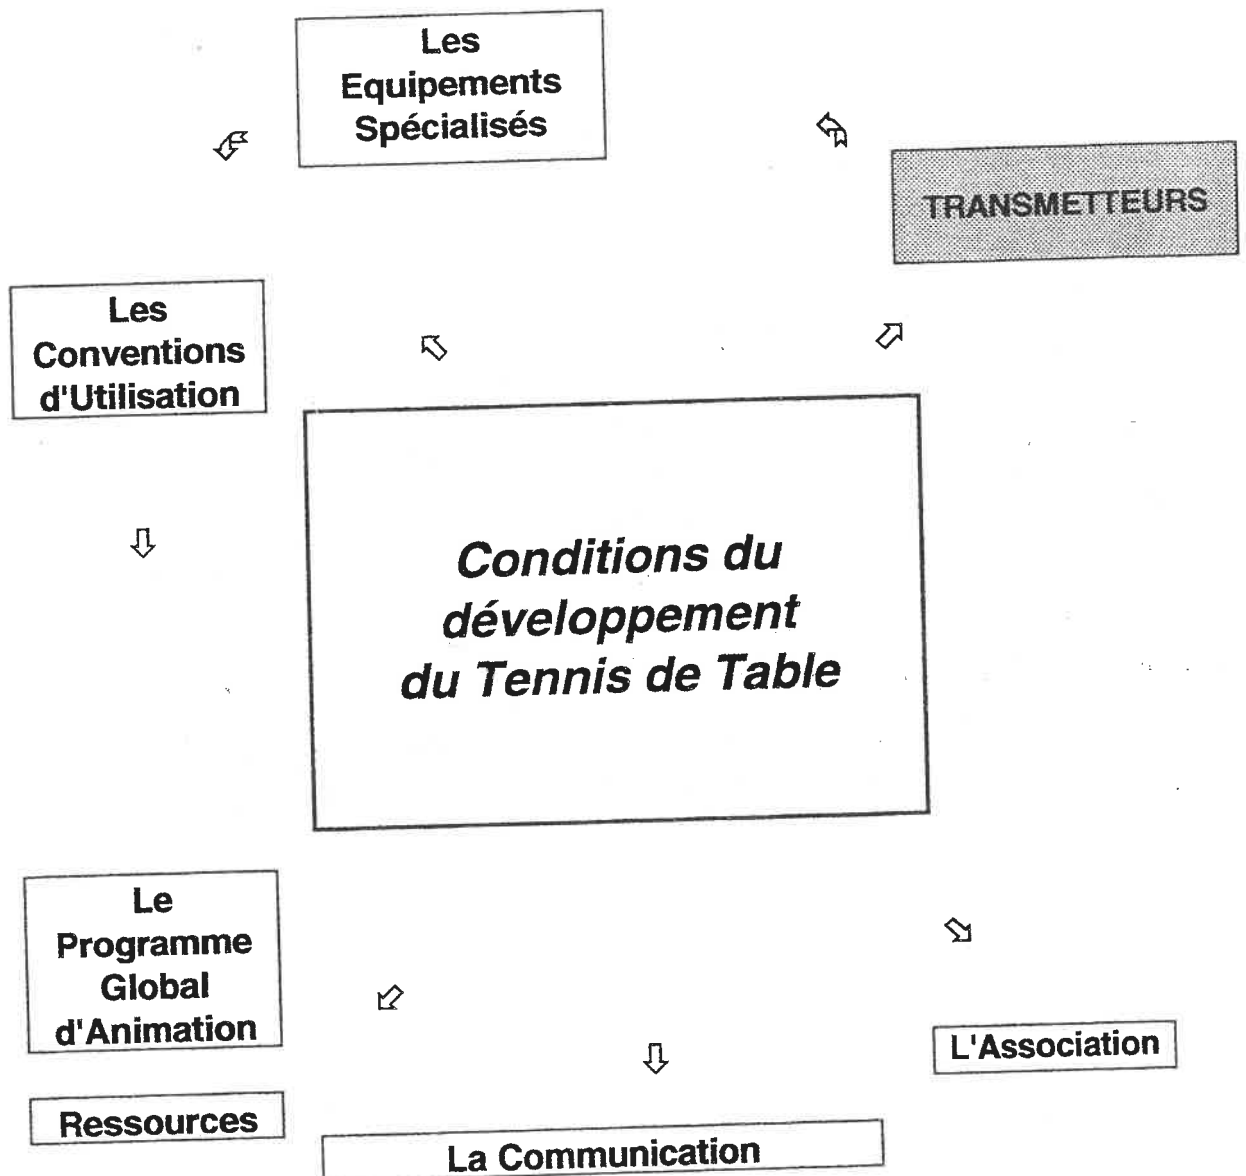 Les
Equipements
Spécialisés
TRANSMETTEURS
Les
Conventions
d'Utilisation
Conditions du
développement
du Tennis de Table
Le
Programme
Global
d'Animation
L'Association
Ressources
La Communication